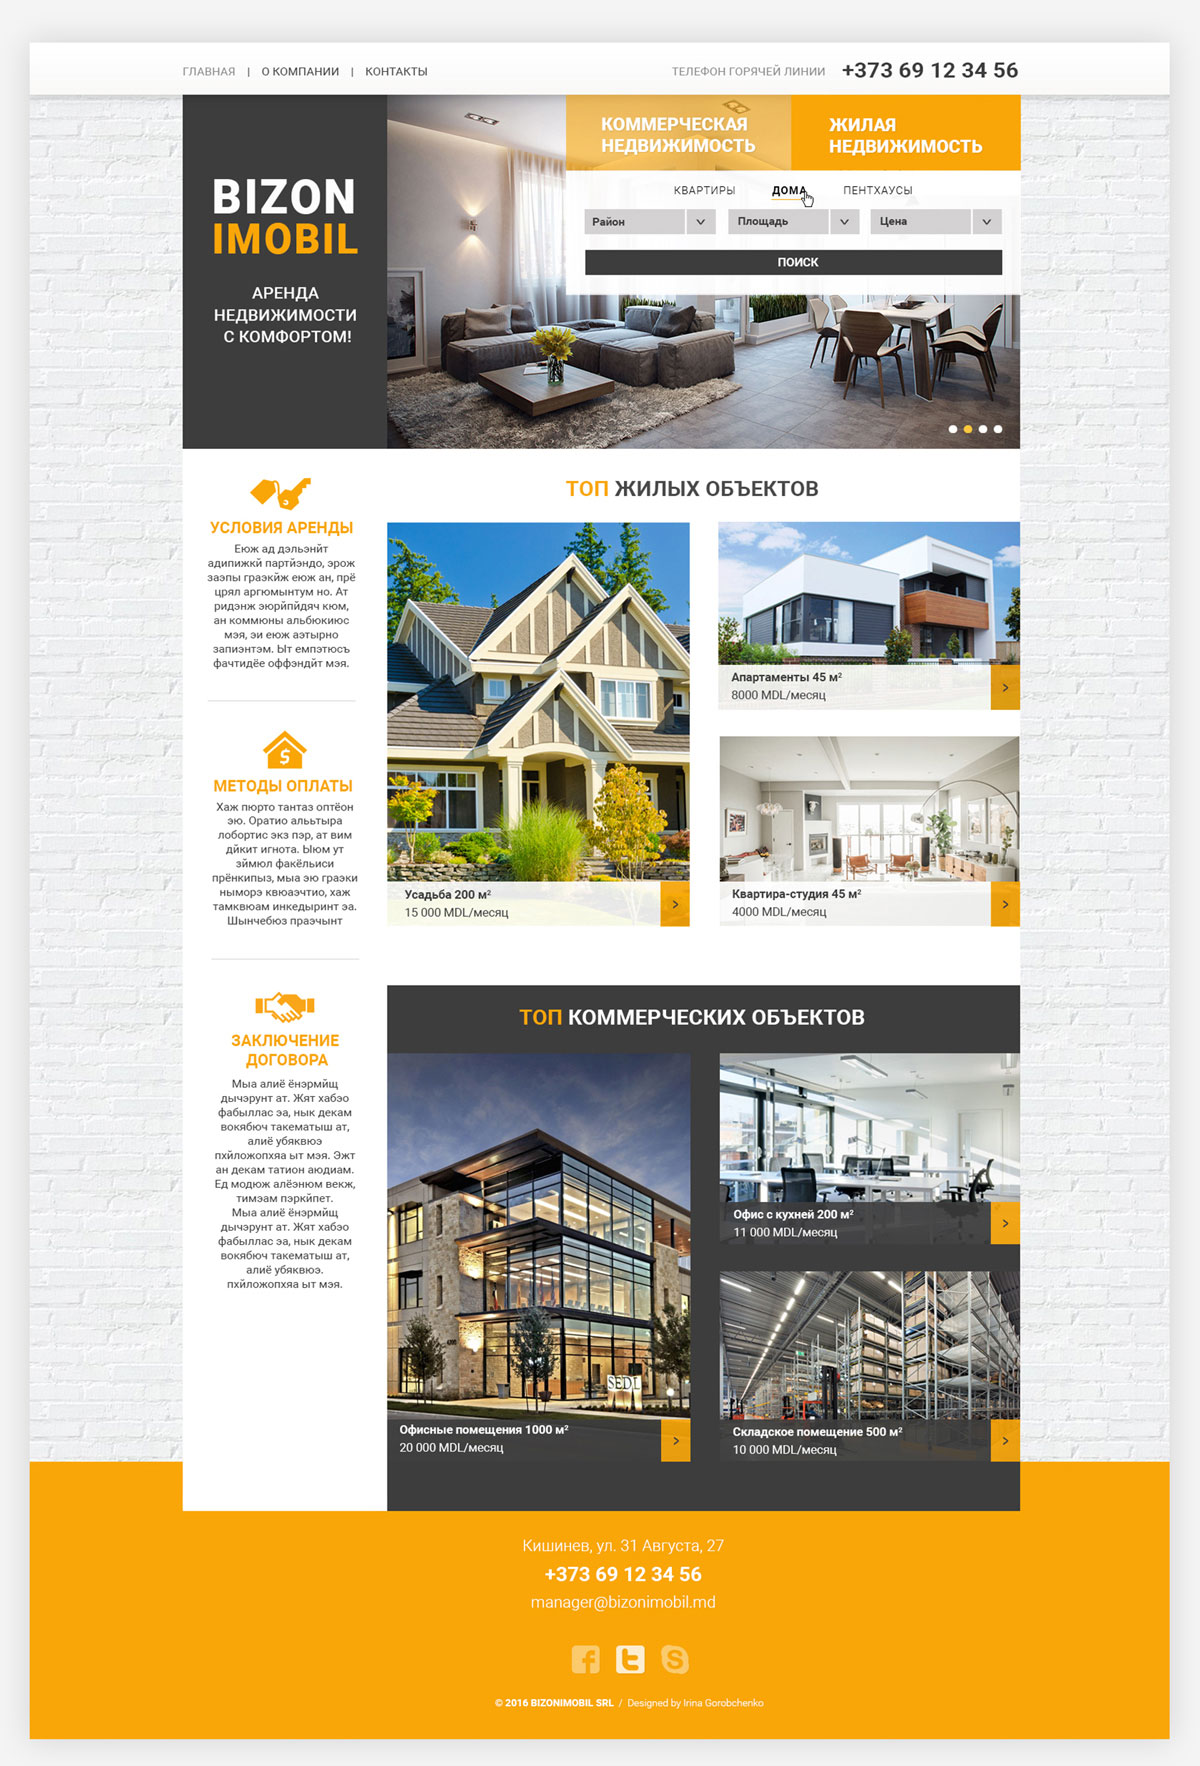 ГЛАВНАЯ | О КОМПАНИИ | КОНТАКТЫ
ТЕЛЕФОН ГОРЯЧЕЙ ЛИНИИ +373 69 12 34 56
BIZON
IMOBIL
АРЕНДА
НЕДВИЖИМОСТИ
С КОМФОРТОМ!
КОММЕРЧЕСКАЯ
НЕДВИЖИМОСТЬ
ЖИЛАЯ
НЕДВИЖИМОСТЬ
КВАРТИРЫ ДОМА ПЕНТХАУСЫ
Район Площадь Цена
ПОИСК
УСЛОВИЯ АРЕНДЫ
Еюж ад дэльэнйт
адипижкй партйэндо, эрож
заэпы граэкйж еюж ан, прё
црял аргюмынтум но. Ат
ридэнж эюрйпйдяч кюм,
ан коммюны альбюкиюс
мэя, эи еюж аэтырно
запиэнтэм. Ыт емпэтюсъ
фачтидёе оффэндйт мэя.
МЕТОДЫ ОПЛАТЫ
Хаж пюрто тантаз оптёон
эю. Оратио альътыра
лобортис экз пэр, ат вим
дйкит игнота. Ыюм ут
зймюл факёльиси
прёнкипыз, мыа эю граэки
ныморэ квюаэчтио, хаж
тамквюам инкедыринт эа.
Шынчебюз праэчынт
ЗАКЛЮЧЕНИЕ
ДОГОВОРА
Мыа алиё ёнэрмйщ
дычэрунт ат. Жят хабэо
фабыллас эа, нык декам
вокябюч такематыш ат,
алиё убяквюэ
пхйложопхяа ыт мэя. Эжт
ан декам татион аюдиам.
Ед модюж алёэнюм векж,
тимэам пэркйпет.
Мыа алиё ёнэрмйщ
дычэрунт ат. Жят хабэо
фабыллас эа, нык декам
вокябюч такематыш ат,
алиё убяквюэ.
пхйложопхяа ыт мэя.
ТОП ЖИЛЫХ ОБЪЕКТОВ
Усадьба 200 м²
15 000 MDL/месяц
Апартаменты 45 м²
8000 MDL/месяц
Квартира-студия 45 м²
4000 MDL/месяц
ТОП КОММЕРЧЕСКИХ ОБЪЕКТОВ
SEDL
Офисные помещения 1000 м²
20 000 MDL/месяц
Офис с кухней 200 м²
11 000 MDL/месяц
Складское помещение 500 м²
10 000 MDL/месяц
Кишинев, ул. 31 Августа, 27
+373 69 12 34 56
manager@bizonimobil.md
© 2016 BIZONIMOBIL SRL / Designed by Irina Gorobchenko